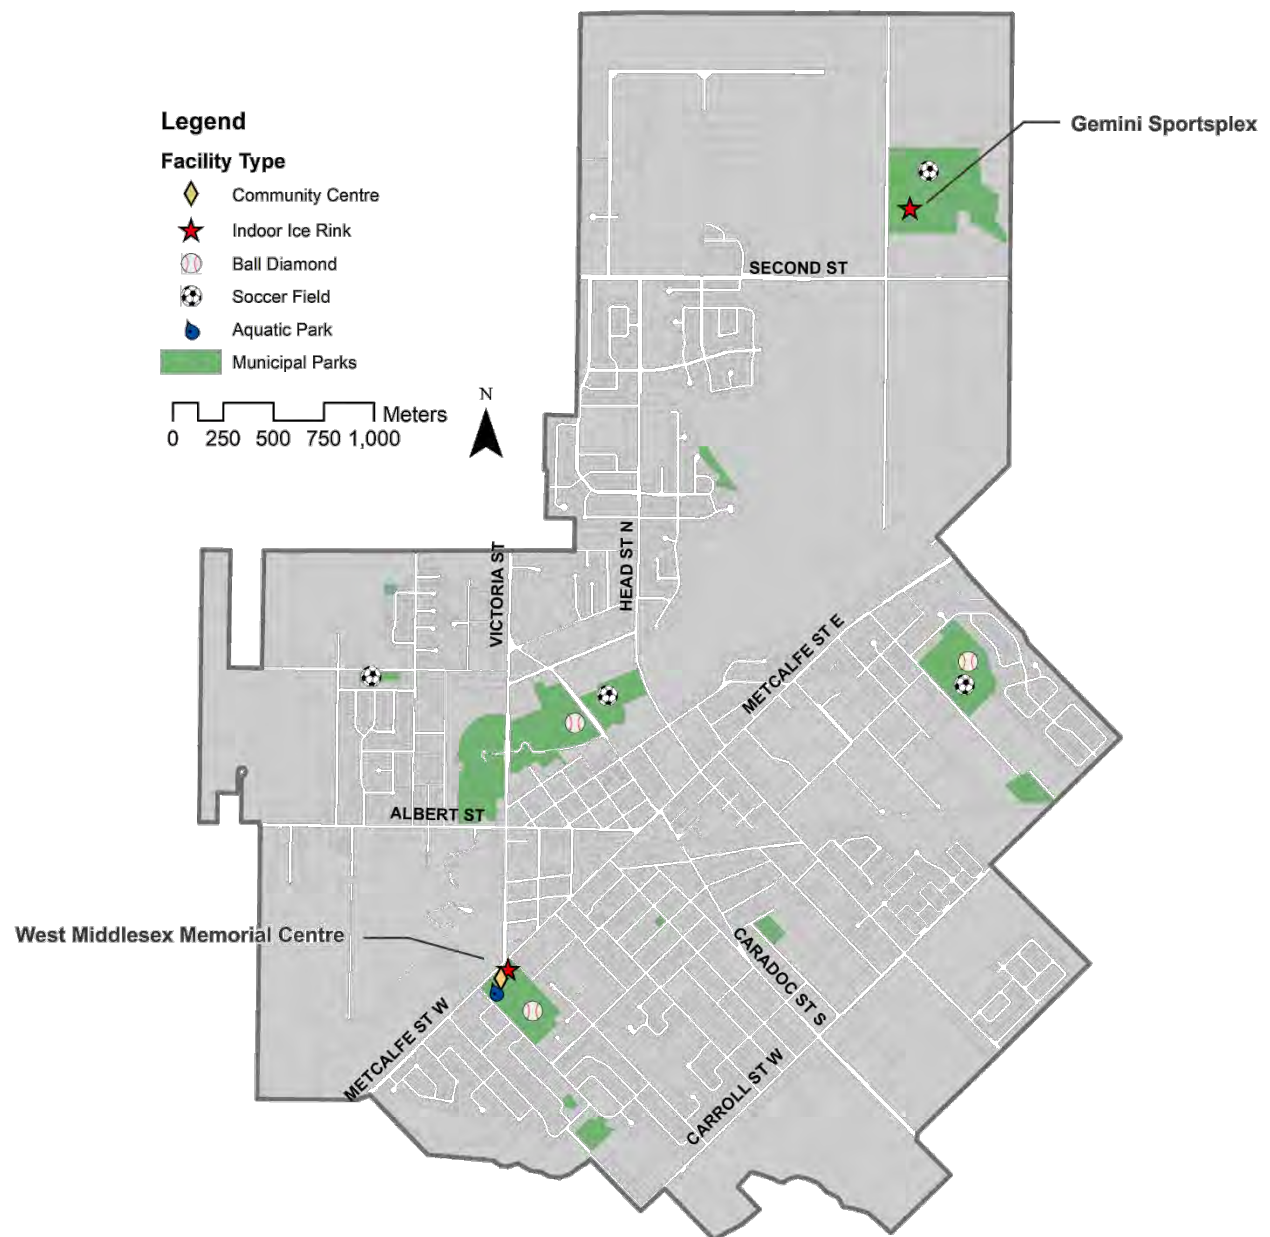 Legend
Facility Type
Community Centre
Indoor Ice Rink
Ball Diamond
Soccer Field
Aquatic Park
Municipal Parks
Meters
0 250 500 750 1,000
N
Gemini Sportsplex
SECOND ST
HEAD ST N
VICTORIA ST
METCALFE ST E
ALBERT ST
West Middlesex Memorial Centre
CARADOC ST S
METCALFE ST W
CARROLL ST W